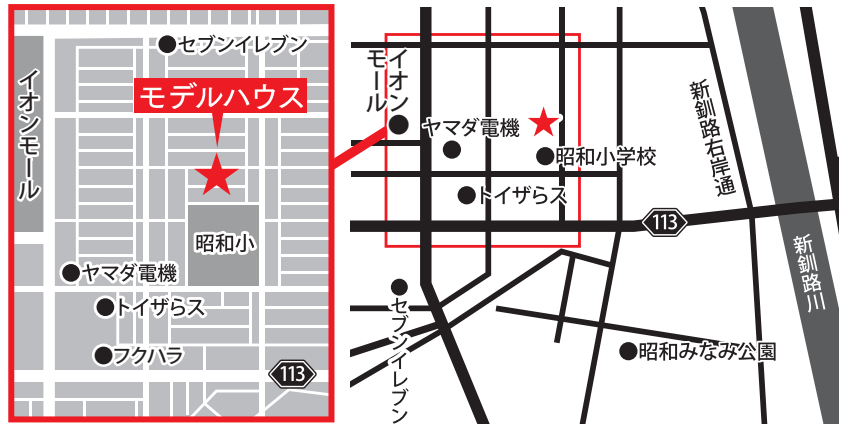 セブンイレブン
モデルハウス
イオンモール
昭和小
ヤマダ電機
トイザらス
フクハラ
113
イオン
モール
ヤマダ電機
昭和小学校
トイザらス
新釧路右岸通
113
新釧路川
セブンイレブン
昭和みなみ公園